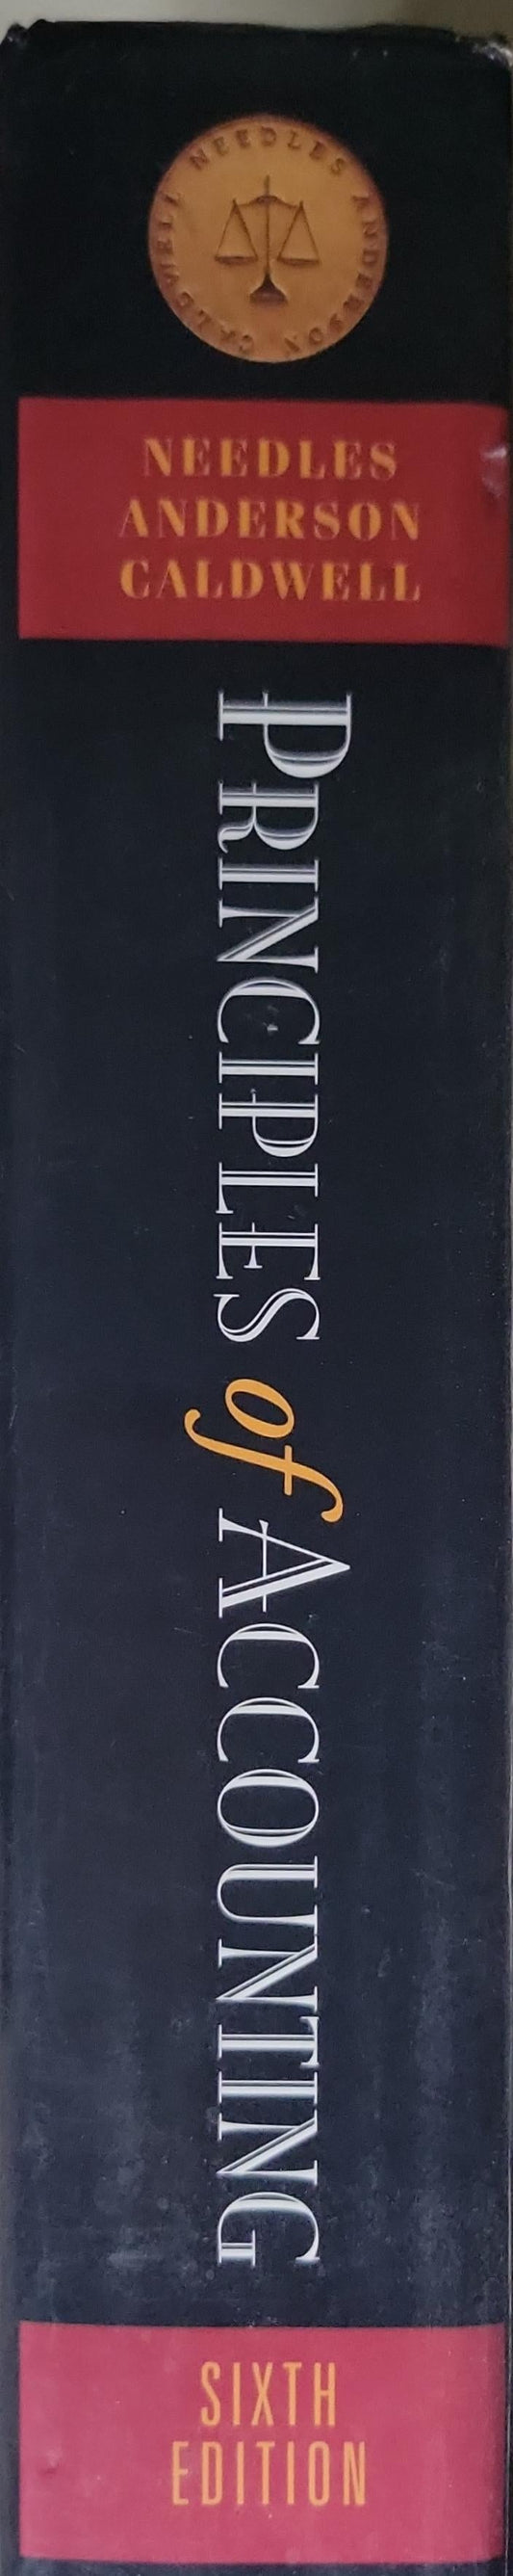 NEEDLES ANDERSON CALDWELL
NEEDLES
ANDERSON
CALDWELL
PRINCIPLES of ACCOUNTING
SIXTH
EDITION